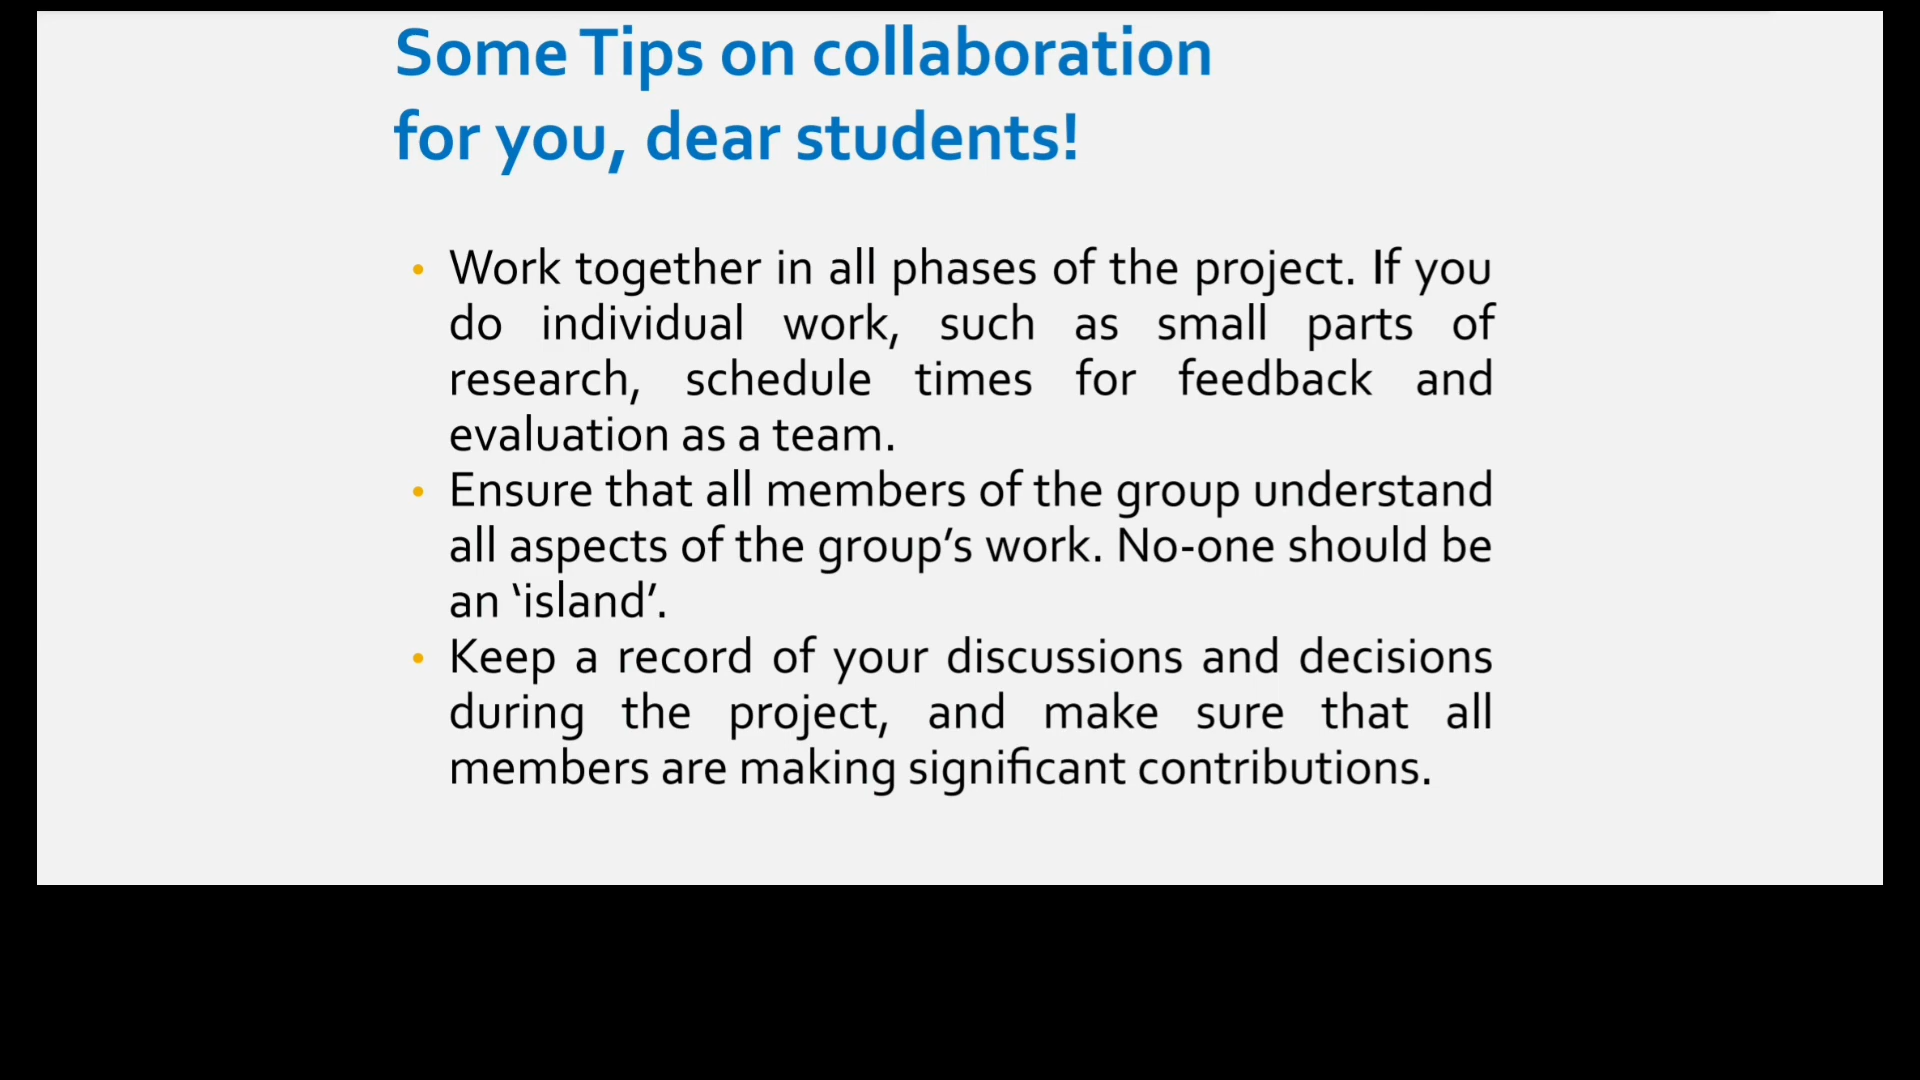 Some Tips on collaboration
for you, dear students!
• Work together in all phases of the project. If you
do individual work, such as small parts of
research, schedule times for feedback and
evaluation as a team.
• Ensure that all members of the group understand
all aspects of the group’s work. No-one should be
an ‘island’.
• Keep a record of your discussions and decisions
during the project, and make sure that all
members are making significant contributions.